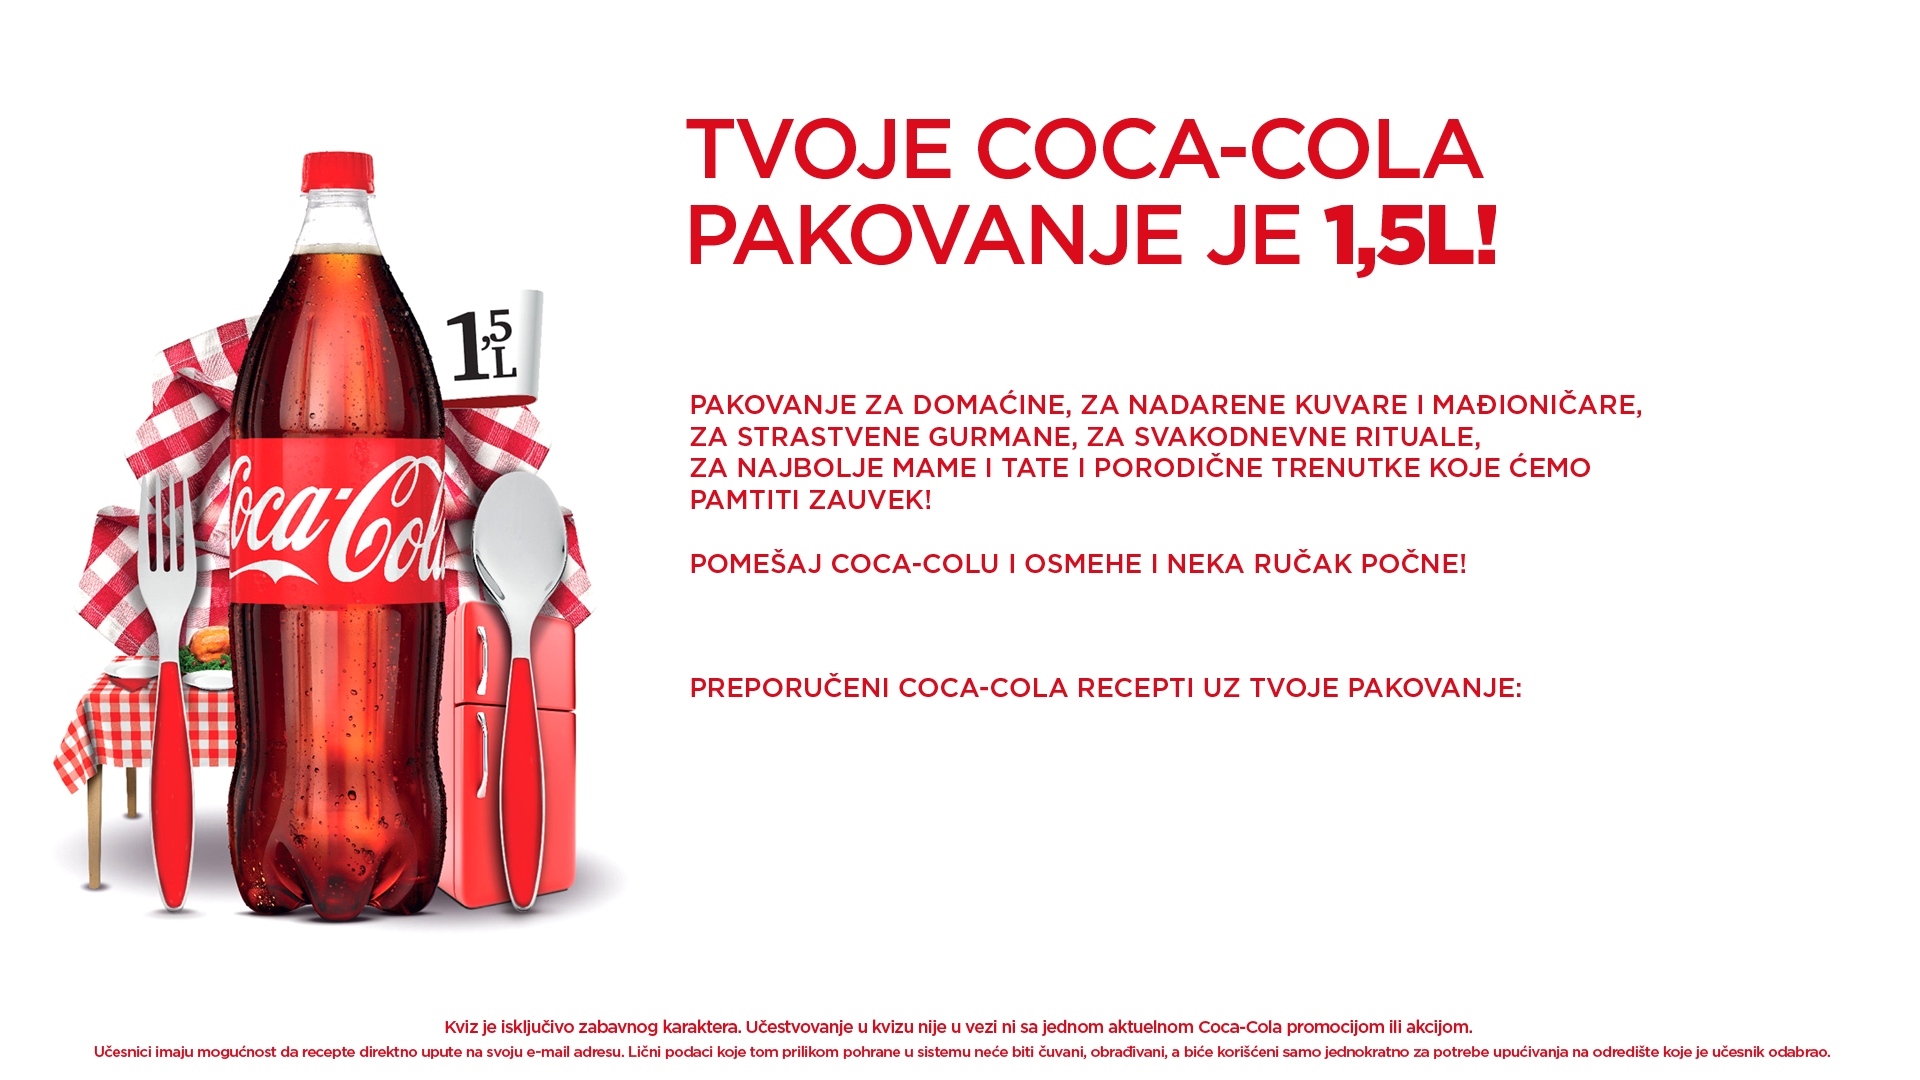 TVOJE COCA-COLA
PAKOVANJE JE 1,5L!
1,5L
PAKOVANJE ZA DOMAĆINE, ZA NADARENE KUVARE I MAĐIONIČARE,
ZA STRASTVENE GURMANE, ZA SVAKODNEVNE RITUALE,
ZA NAJBOLJE MAME I TATE I PORODIČNE TRENUTKE KOJE ĆEMO
PAMTITI ZAUVEK!
Coca-Cola
POMEŠAJ COCA-COLU I OSMEHE I NEKA RUČAK POČNE!
PREPORUČENI COCA-COLA RECEPTI UZ TVOJE PAKOVANJE:
Kviz je isključivo zabavnog karaktera. Učestvovanje u kvizu nije u vezi ni sa jednom aktuelnom Coca-Cola promocijom ili akcijom.
Učesnici imaju mogućnost da recepte direktno upute na svoju e-mail adresu. Lični podaci koje tom prilikom pohrane u sistemu neće biti čuvani, obrađivani, a biće korišćeni samo jednokratno za potrebe upućivanja na odredište koje je učesnik odabrao.